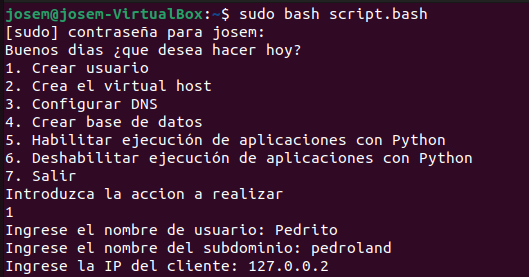 josem@josem-VirtualBox:~$ sudo bash script.bash
[sudo] contraseña para josem:
Buenos dias ¿que desea hacer hoy?
1. Crear usuario
2. Crea el virtual host
3. Configurar DNS
4. Crear base de datos
5. Habilitar ejecución de aplicaciones con Python
6. Deshabilitar ejecución de aplicaciones con Python
7. Salir
Introduzca la accion a realizar
1
Ingrese el nombre de usuario: Pedrito
Ingrese el nombre del subdominio: pedroland
Ingrese la IP del cliente: 127.0.0.2